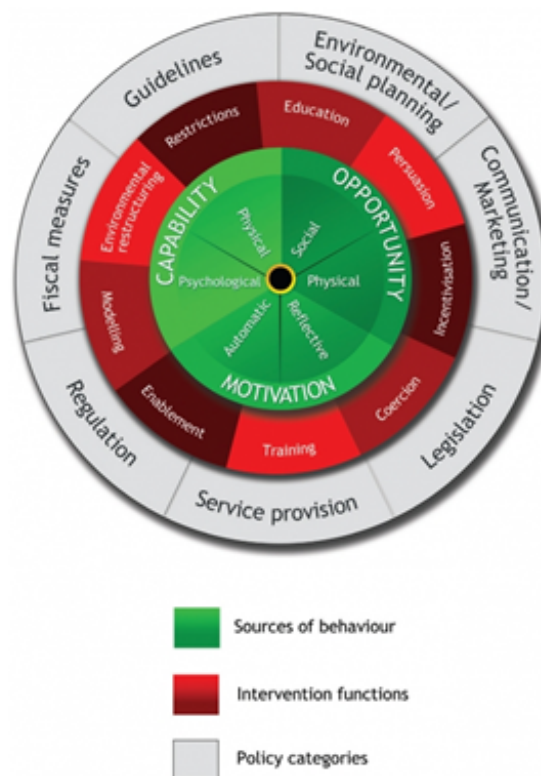 Guidelines
Environmental/
Social planning
Communication/
Marketing
Legislation
Service provision
Regulation
Fiscal measures
Restrictions
Education
Persuasion
Incentivisation
Coercion
Training
Enablement
Modelling
Environmental
restructuring
CAPABILITY
OPPORTUNITY
MOTIVATION
Physical
Social
Physical
Reflective
Automatic
Psychological
Sources of behaviour
Intervention functions
Policy categories